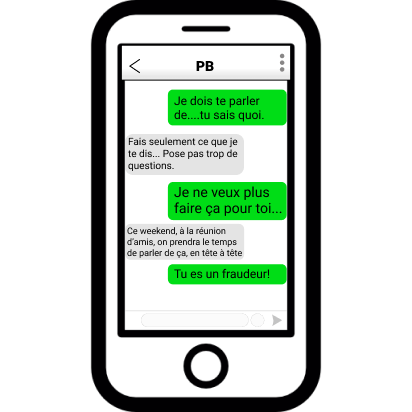 PB
Je dois te parler
de....tu sais quoi.
Fais seulement ce que je
te dis... Pose pas trop de
questions.
Je ne veux plus
faire ça pour toi...
Ce weekend, à la réunion
d'amis, on prendra le temps
de parler de ça, en tête à tête
Tu es un fraudeur!